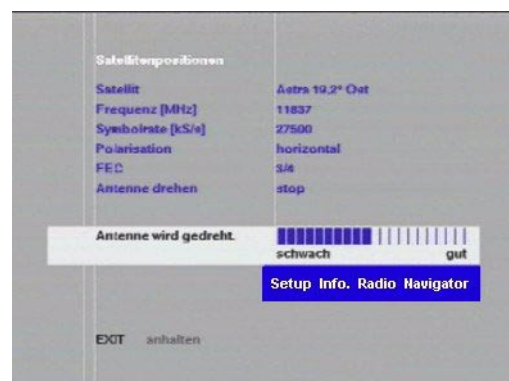 Satellitenpositionen
Satellit Astra 19,2° Ost
Frequenz [MHz] 11837
Symbolrate [kS/s] 27500
Polarisation horizontal
FEC 3/4
Antenne drehen stop
Antenne wird gedreht.
schwach gut
Setup Info. Radio Navigator
EXIT anhalten